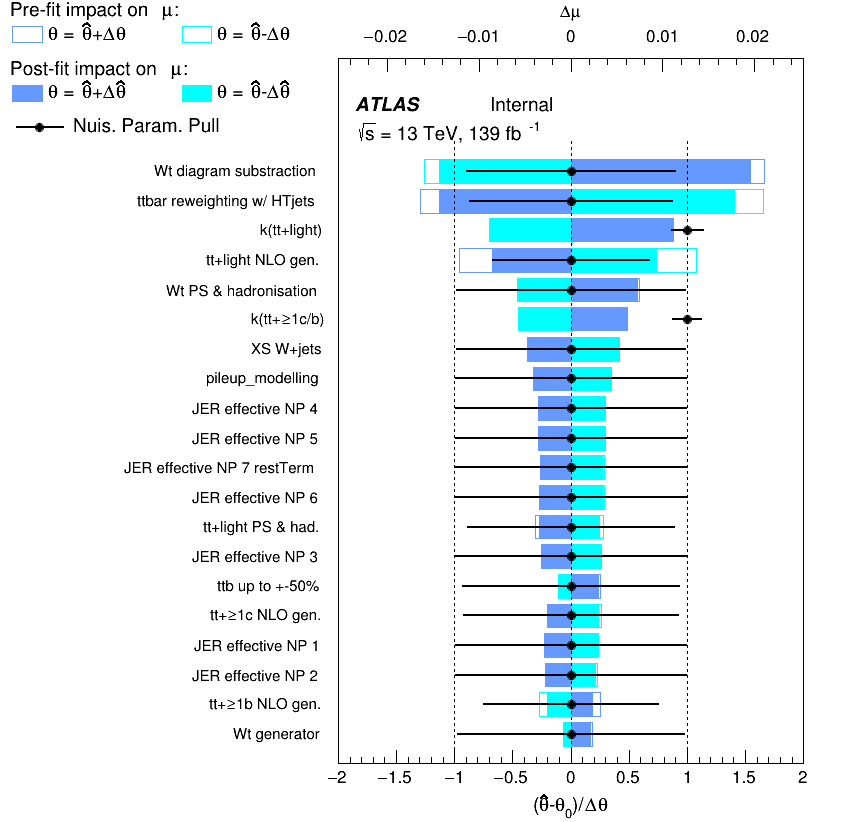 Pre-fit impact on μ:
θ = θ̂+Δθ θ = θ̂-Δθ
Post-fit impact on μ:
θ = θ̂+Δθ̂ θ = θ̂-Δθ̂
Nuis. Param. Pull
Δμ
−0.02 −0.01 0 0.01 0.02
ATLAS Internal
√s = 13 TeV, 139 fb⁻¹
Wt diagram substraction
ttbar reweighting w/ HTjets
k(tt+light)
tt+light NLO gen.
Wt PS & hadronisation
k(tt+≥1c/b)
XS W+jets
pileup_modelling
JER effective NP 4
JER effective NP 5
JER effective NP 7 restTerm
JER effective NP 6
tt+light PS & had.
JER effective NP 3
ttb up to +-50%
tt+≥1c NLO gen.
JER effective NP 1
JER effective NP 2
tt+≥1b NLO gen.
Wt generator
−2 −1.5 −1 −0.5 0 0.5 1 1.5 2
(θ̂-θ₀)/Δθ